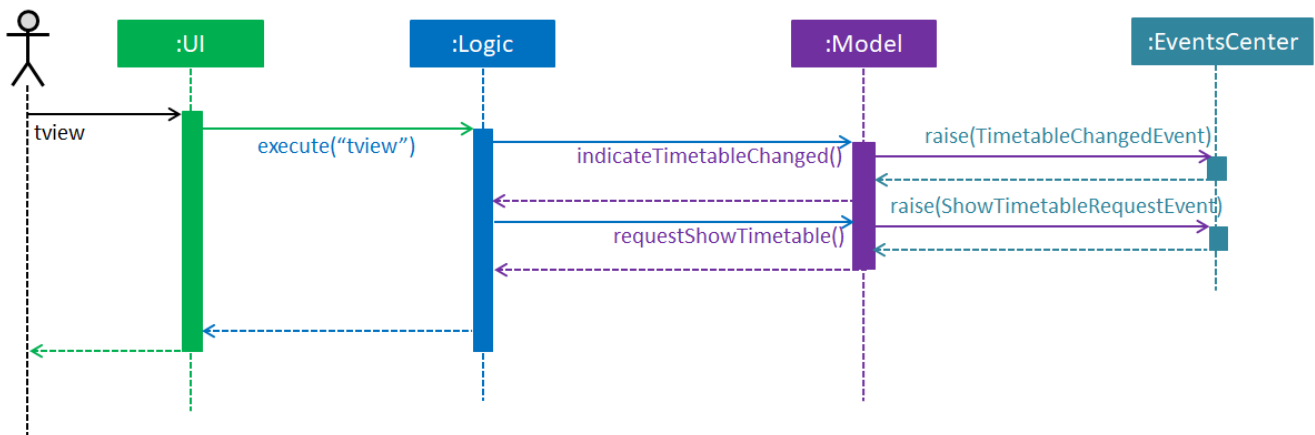 :UI
:Logic
:Model
:EventsCenter
tview
execute(“tview”)
indicateTimetableChanged()
raise(TimetableChangedEvent)
raise(ShowTimetableRequestEvent)
requestShowTimetable()